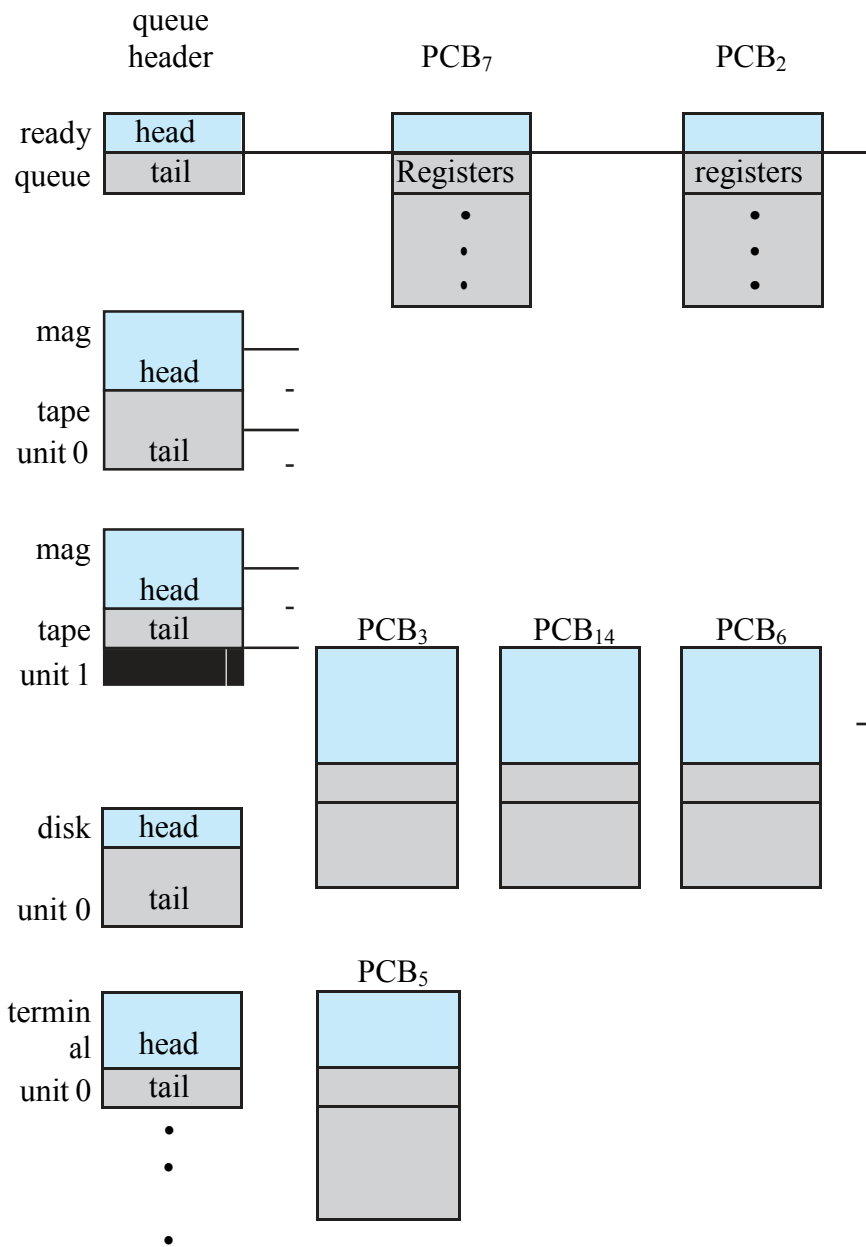 queue
header
PCB7
PCB2
ready
head
queue
tail
Registers
registers
mag
head
tape
unit 0
tail
mag
head
tape
tail
unit 1
PCB3
PCB14
PCB6
disk
head
unit 0
tail
PCB5
termin
al
head
unit 0
tail